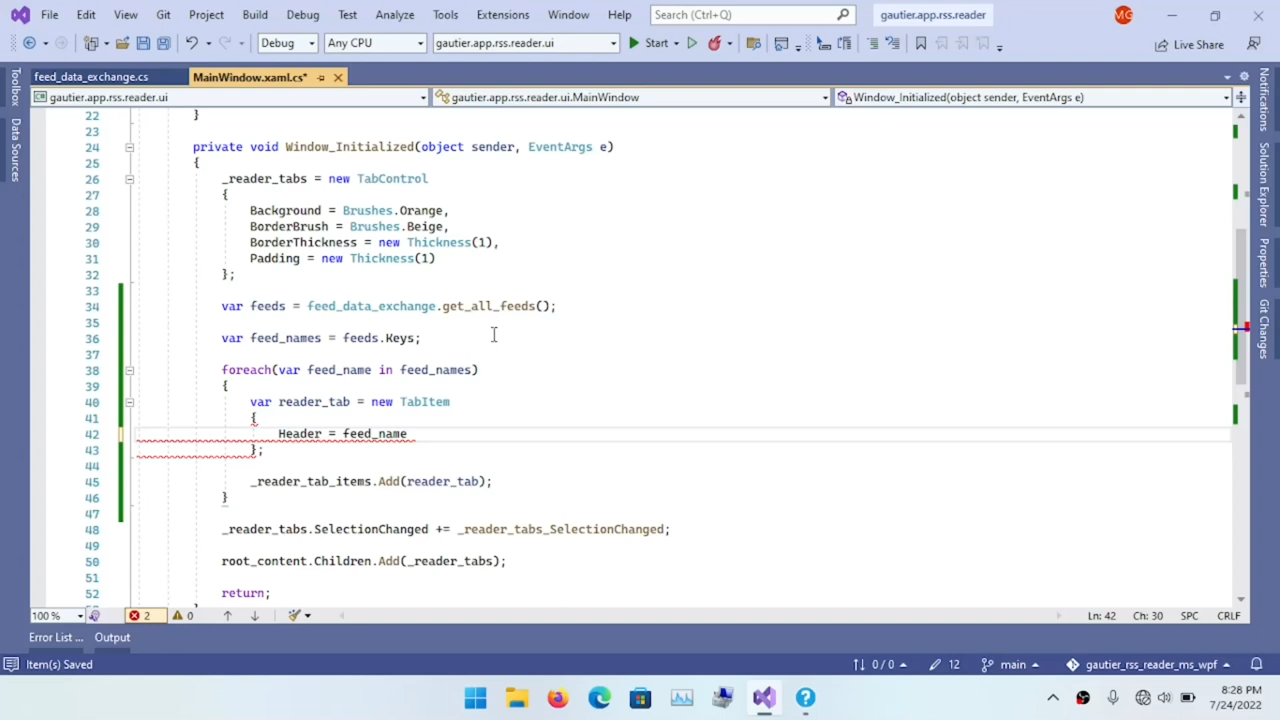 File Edit View Git Project Build Debug Test Analyze Tools Extensions Window Help Search (Ctrl+Q) gautier.app.rss.reader MG
Debug Any CPU gautier.app.rss.reader.ui Start Live Share
feed_data_exchange.cs MainWindow.xaml.cs*
gautier.app.rss.reader.ui gautier.app.rss.reader.ui.MainWindow Window_Initialized(object sender, EventArgs e)
Toolbox
Data Sources
Notifications
Solution Explorer
Properties
Git Changes
22 }
23
24 private void Window_Initialized(object sender, EventArgs e)
25 {
26 _reader_tabs = new TabControl
27 {
28 Background = Brushes.Orange,
29 BorderBrush = Brushes.Beige,
30 BorderThickness = new Thickness(1),
31 Padding = new Thickness(1)
32 };
33
34 var feeds = feed_data_exchange.get_all_feeds();
35
36 var feed_names = feeds.Keys;
37
38 foreach(var feed_name in feed_names)
39 {
40 var reader_tab = new TabItem
41 {
42 Header = feed_name
43 };
44
45 _reader_tab_items.Add(reader_tab);
46 }
47
48 _reader_tabs.SelectionChanged += _reader_tabs_SelectionChanged;
49
50 root_content.Children.Add(_reader_tabs);
51
52 return;
100 % 2 0 Ln: 42 Ch: 30 SPC CRLF
Error List ... Output
Item(s) Saved 0 / 0 12 main gautier_rss_reader_ms_wpf
8:28 PM
7/24/2022